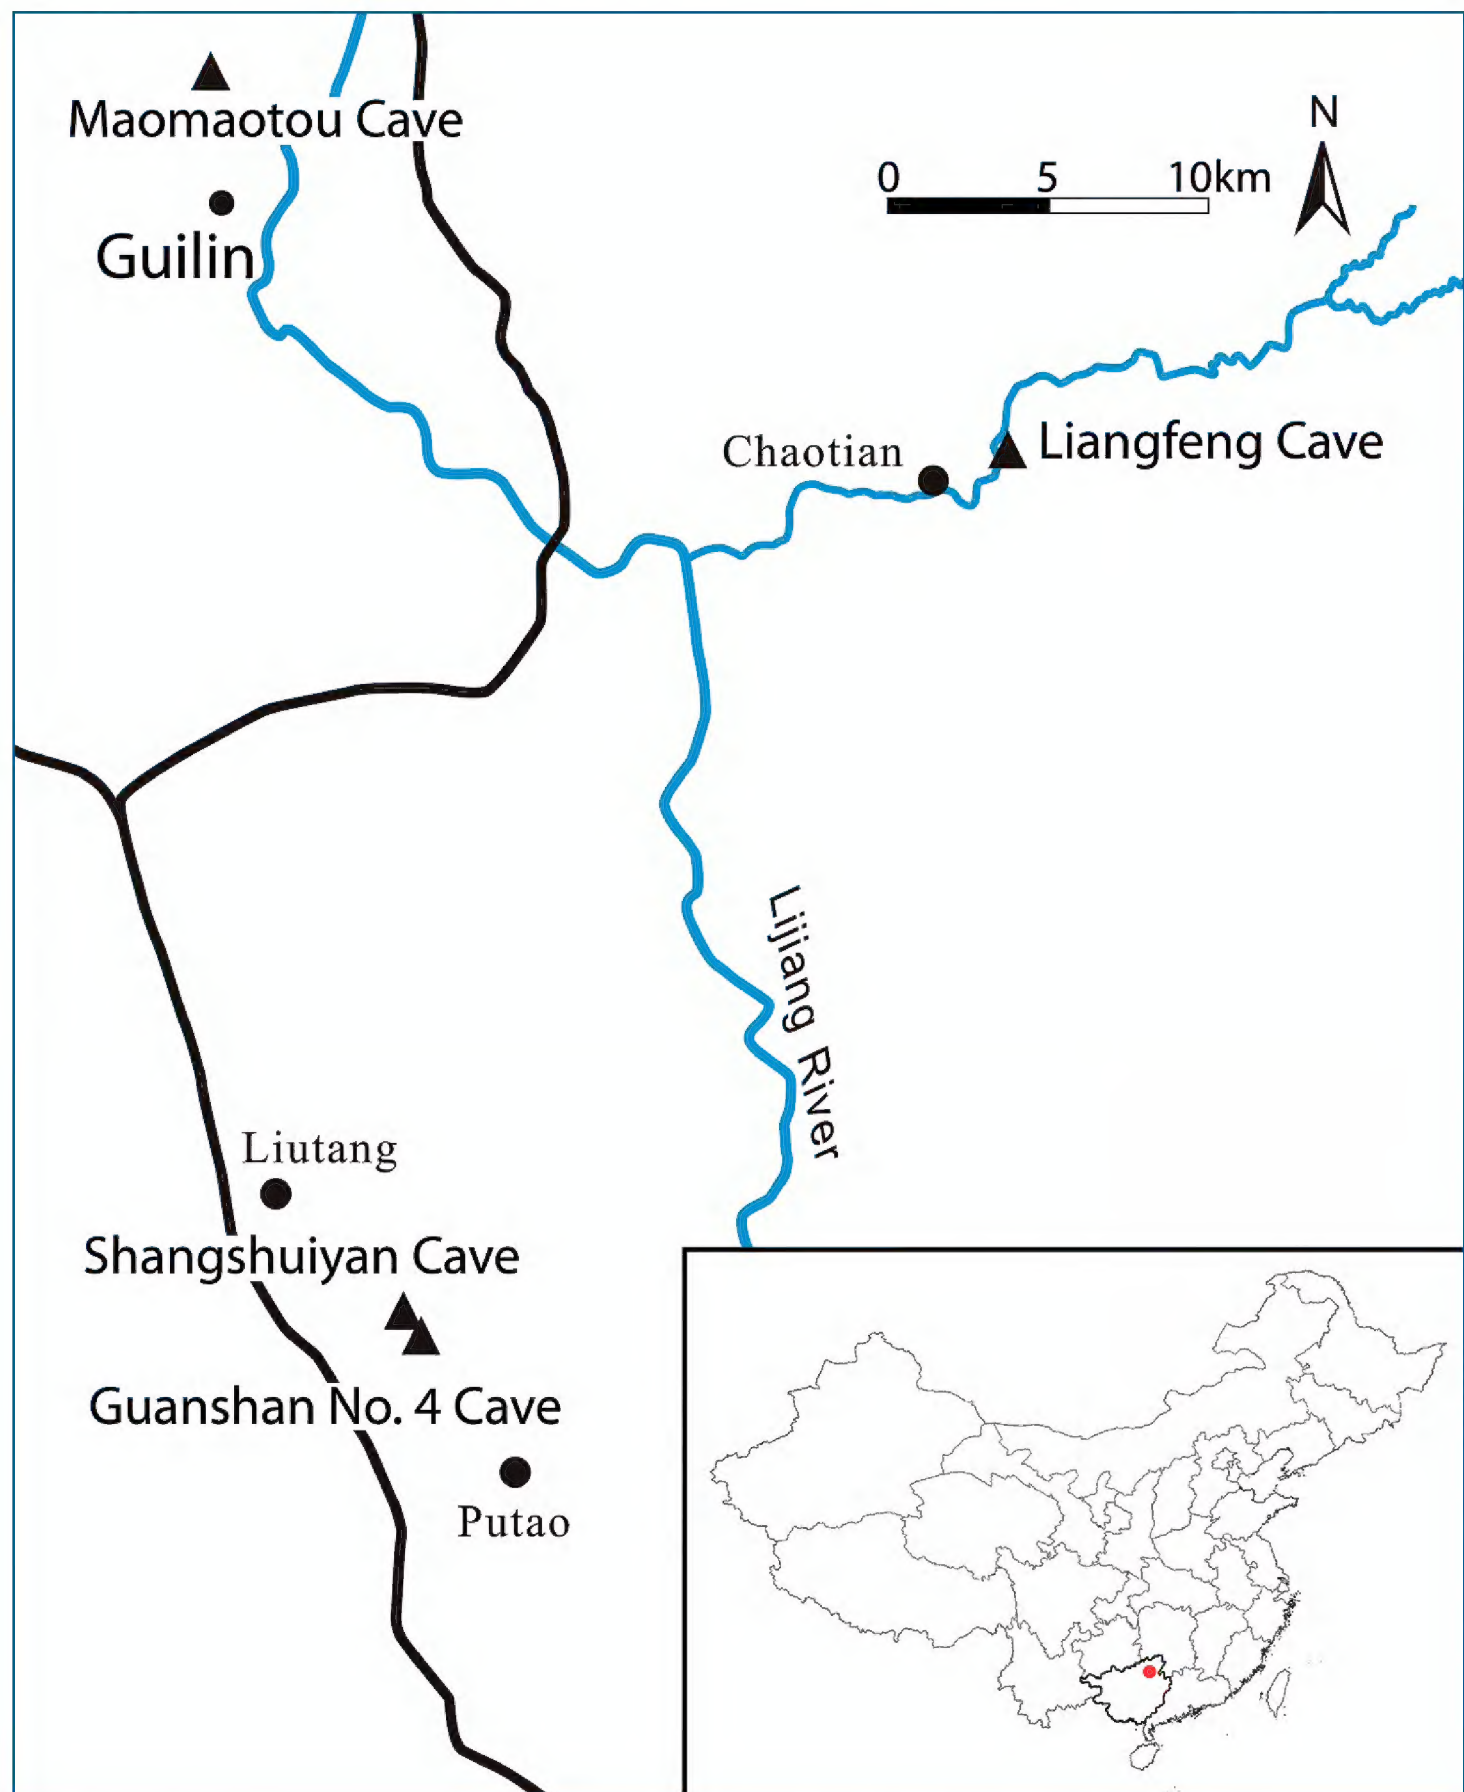 Maomaotou Cave
N
0 5 10km
Guilin
Chaotian
Liangfeng Cave
Lijiang River
Liutang
Shangshuiyan Cave
Guanshan No. 4 Cave
Putao